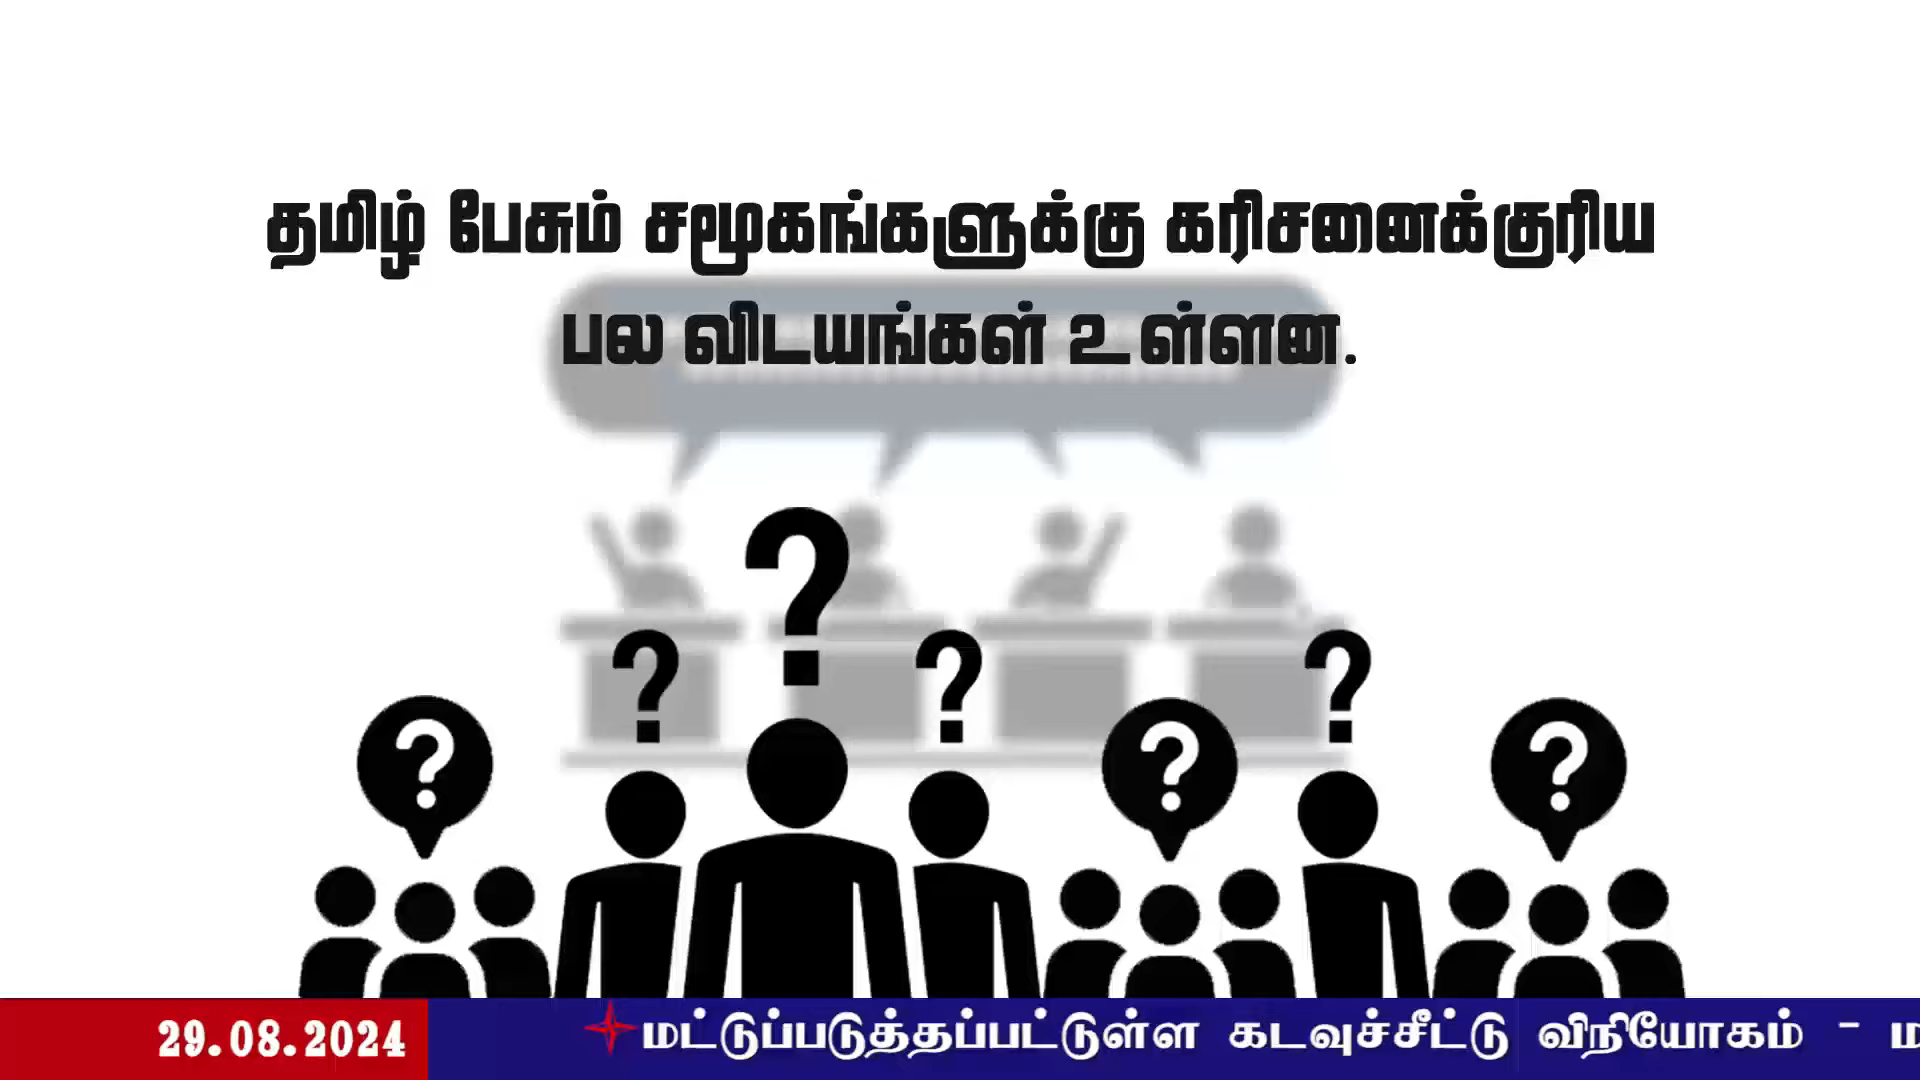 தமிழ் பேசும் சமூகங்களுக்கு கரிசனைக்குரிய
பல விடயங்கள் உள்ளன.
?
? ? ?
? ? ?
29.08.2024 மட்டுப்படுத்தப்பட்டுள்ள கடவுச்சீட்டு விநியோகம் -